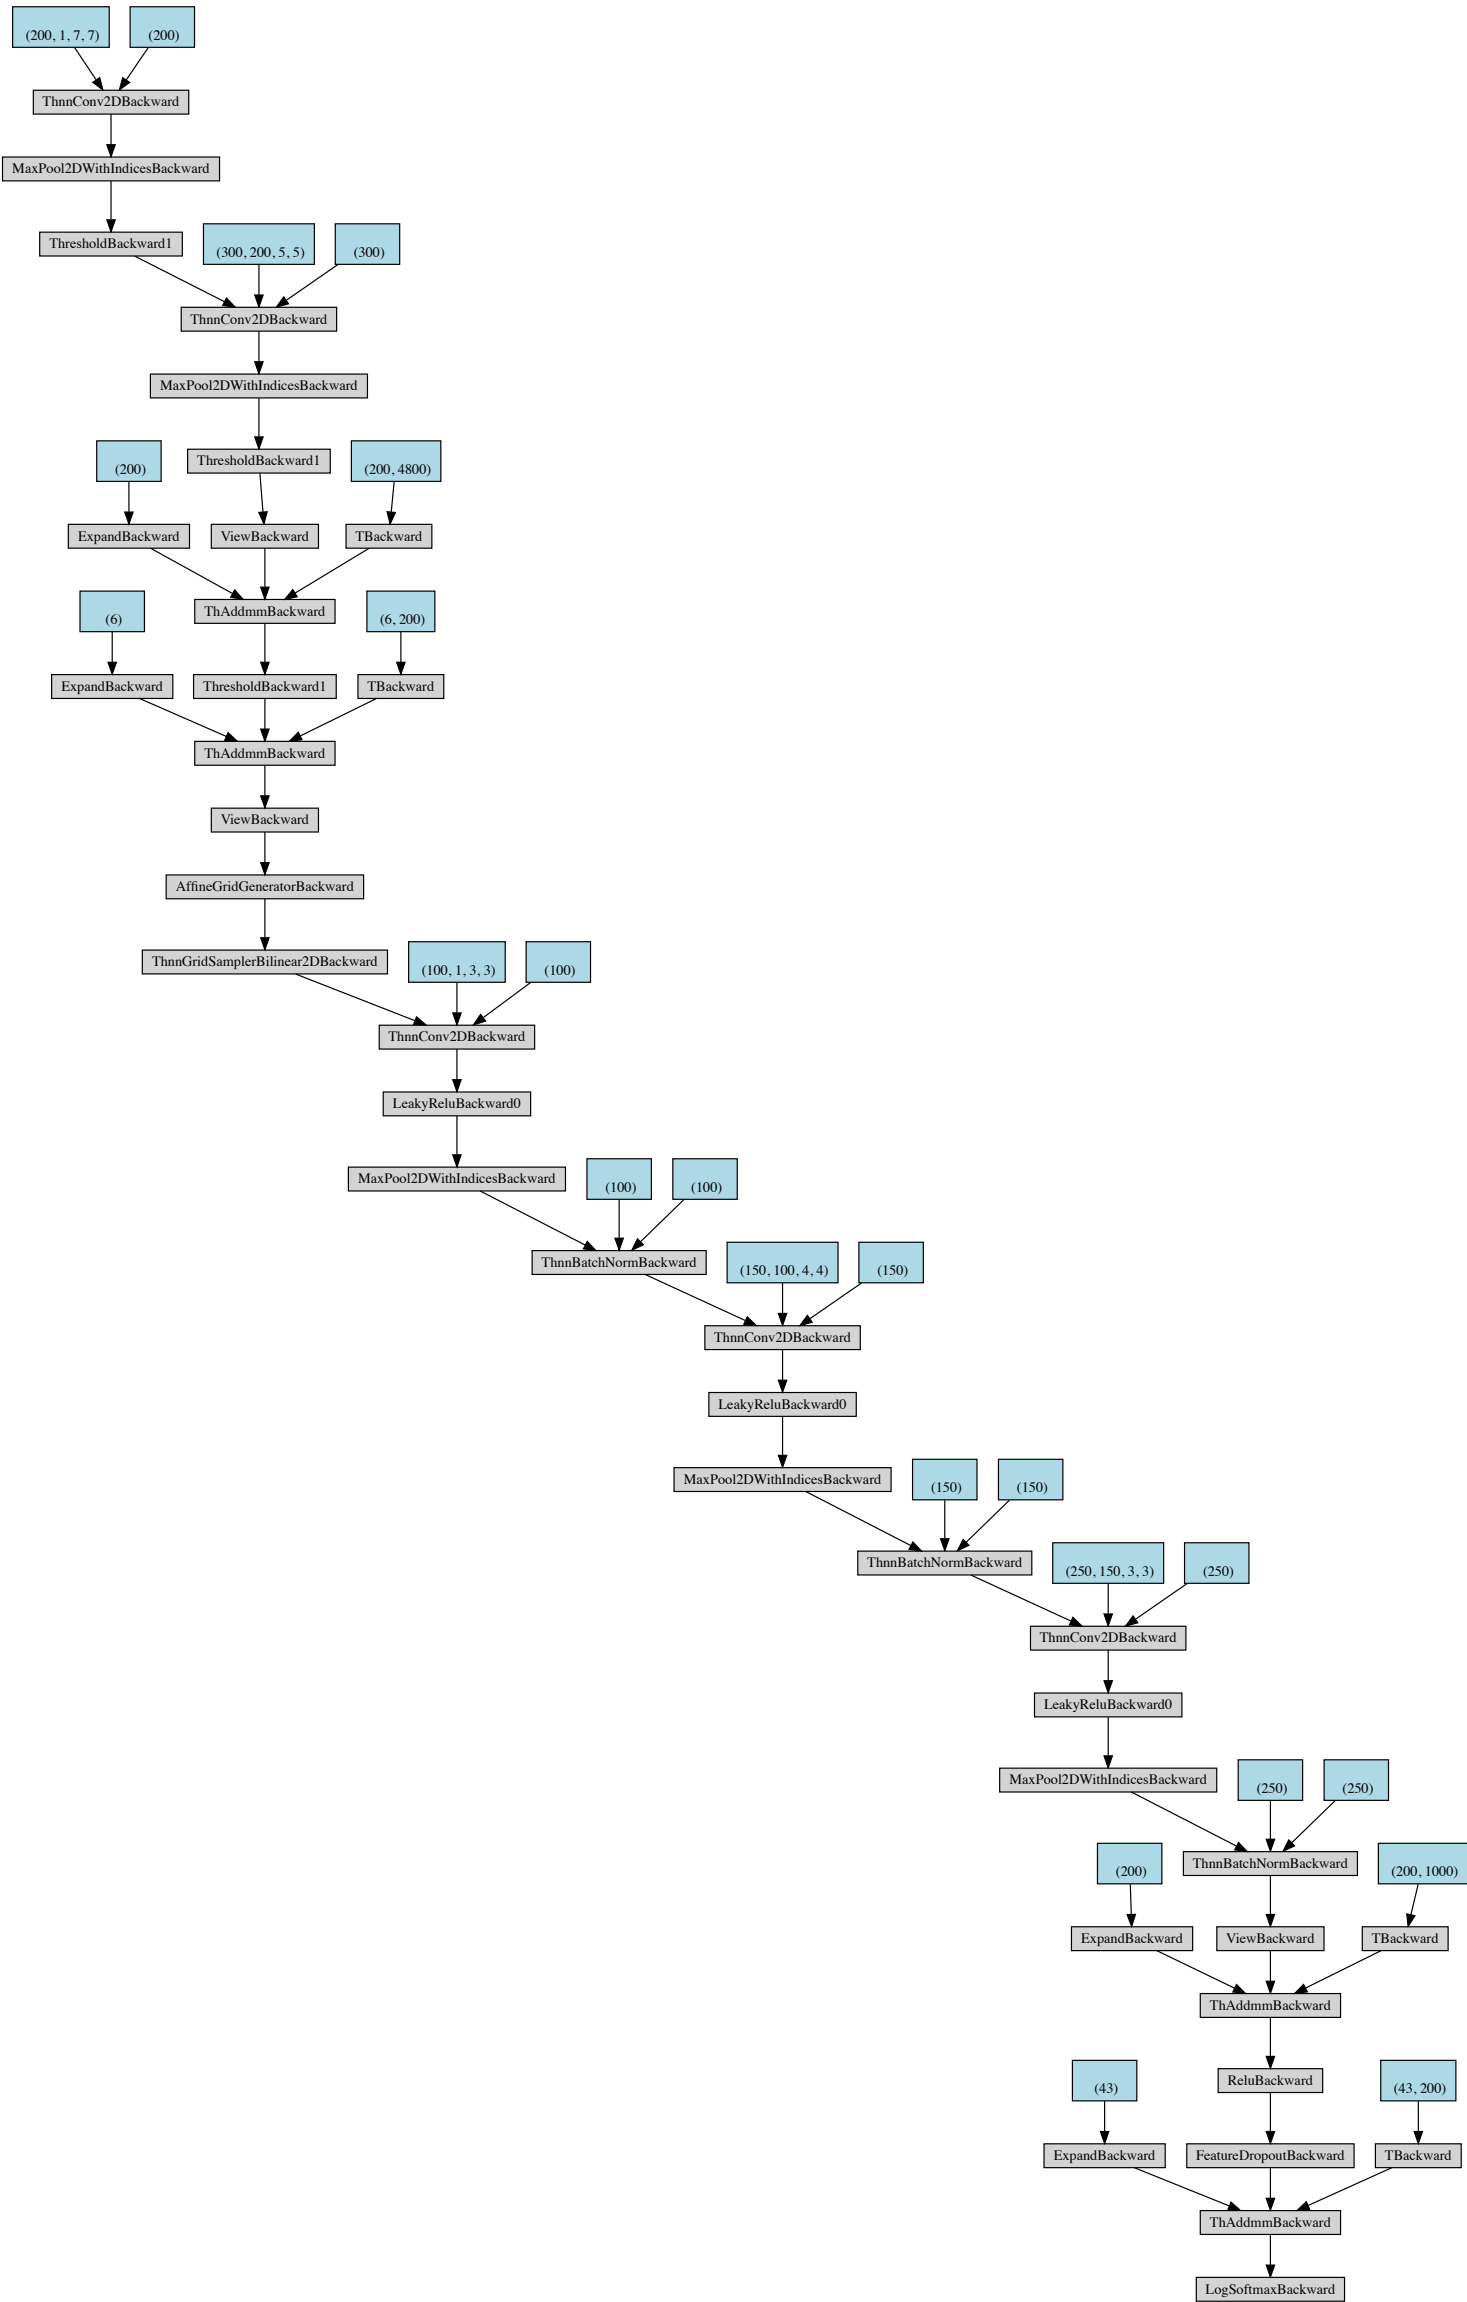 (200, 1, 7, 7)
(200)
ThnnConv2DBackward
MaxPool2DWithIndicesBackward
ThresholdBackward1
(300, 200, 5, 5)
(300)
ThnnConv2DBackward
MaxPool2DWithIndicesBackward
(200)
ThresholdBackward1
(200, 4800)
ExpandBackward
ViewBackward
TBackward
ThAddmmBackward
(6)
(6, 200)
ExpandBackward
ThresholdBackward1
TBackward
ThAddmmBackward
ViewBackward
AffineGridGeneratorBackward
ThnnGridSamplerBilinear2DBackward
(100, 1, 3, 3)
(100)
ThnnConv2DBackward
LeakyReluBackward0
MaxPool2DWithIndicesBackward
(100)
(100)
ThnnBatchNormBackward
(150, 100, 4, 4)
(150)
ThnnConv2DBackward
LeakyReluBackward0
MaxPool2DWithIndicesBackward
(150)
(150)
ThnnBatchNormBackward
(250, 150, 3, 3)
(250)
ThnnConv2DBackward
LeakyReluBackward0
MaxPool2DWithIndicesBackward
(250)
(250)
ThnnBatchNormBackward
(200)
(200, 1000)
ExpandBackward
ViewBackward
TBackward
ThAddmmBackward
(43)
ReluBackward
(43, 200)
ExpandBackward
FeatureDropoutBackward
TBackward
ThAddmmBackward
LogSoftmaxBackward